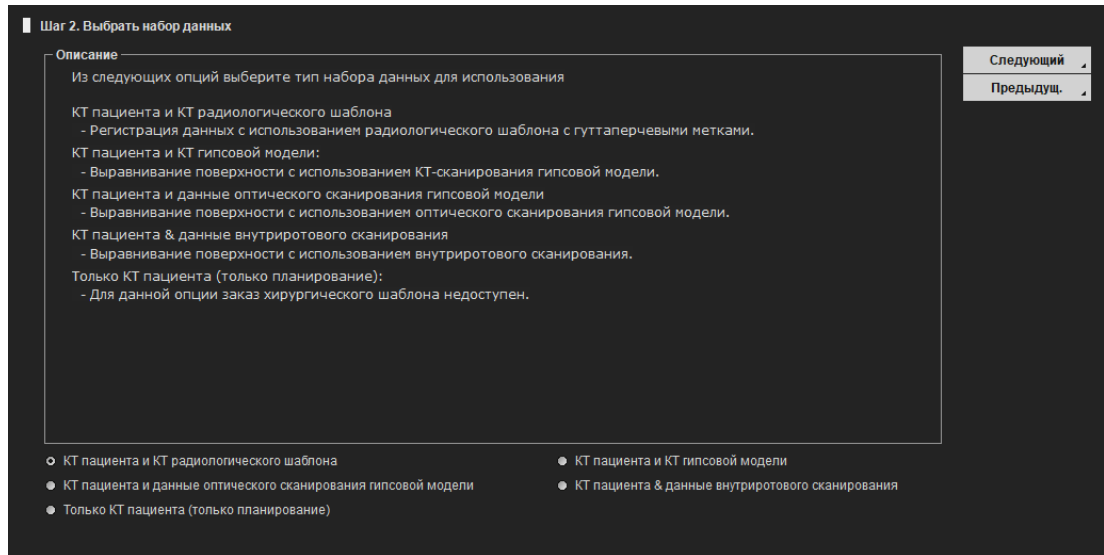 Шаг 2. Выбрать набор данных
Описание
Из следующих опций выберите тип набора данных для использования
КТ пациента и КТ радиологического шаблона
- Регистрация данных с использованием радиологического шаблона с гуттаперчевыми метками.
КТ пациента и КТ гипсовой модели:
- Выравнивание поверхности с использованием КТ-сканирования гипсовой модели.
КТ пациента и данные оптического сканирования гипсовой модели
- Выравнивание поверхности с использованием оптического сканирования гипсовой модели.
КТ пациента & данные внутриротового сканирования
- Выравнивание поверхности с использованием внутриротового сканирования.
Только КТ пациента (только планирование):
- Для данной опции заказ хирургического шаблона недоступен.
Следующий
Предыдущ.
КТ пациента и КТ радиологического шаблона
КТ пациента и КТ гипсовой модели
КТ пациента и данные оптического сканирования гипсовой модели
КТ пациента & данные внутриротового сканирования
Только КТ пациента (только планирование)